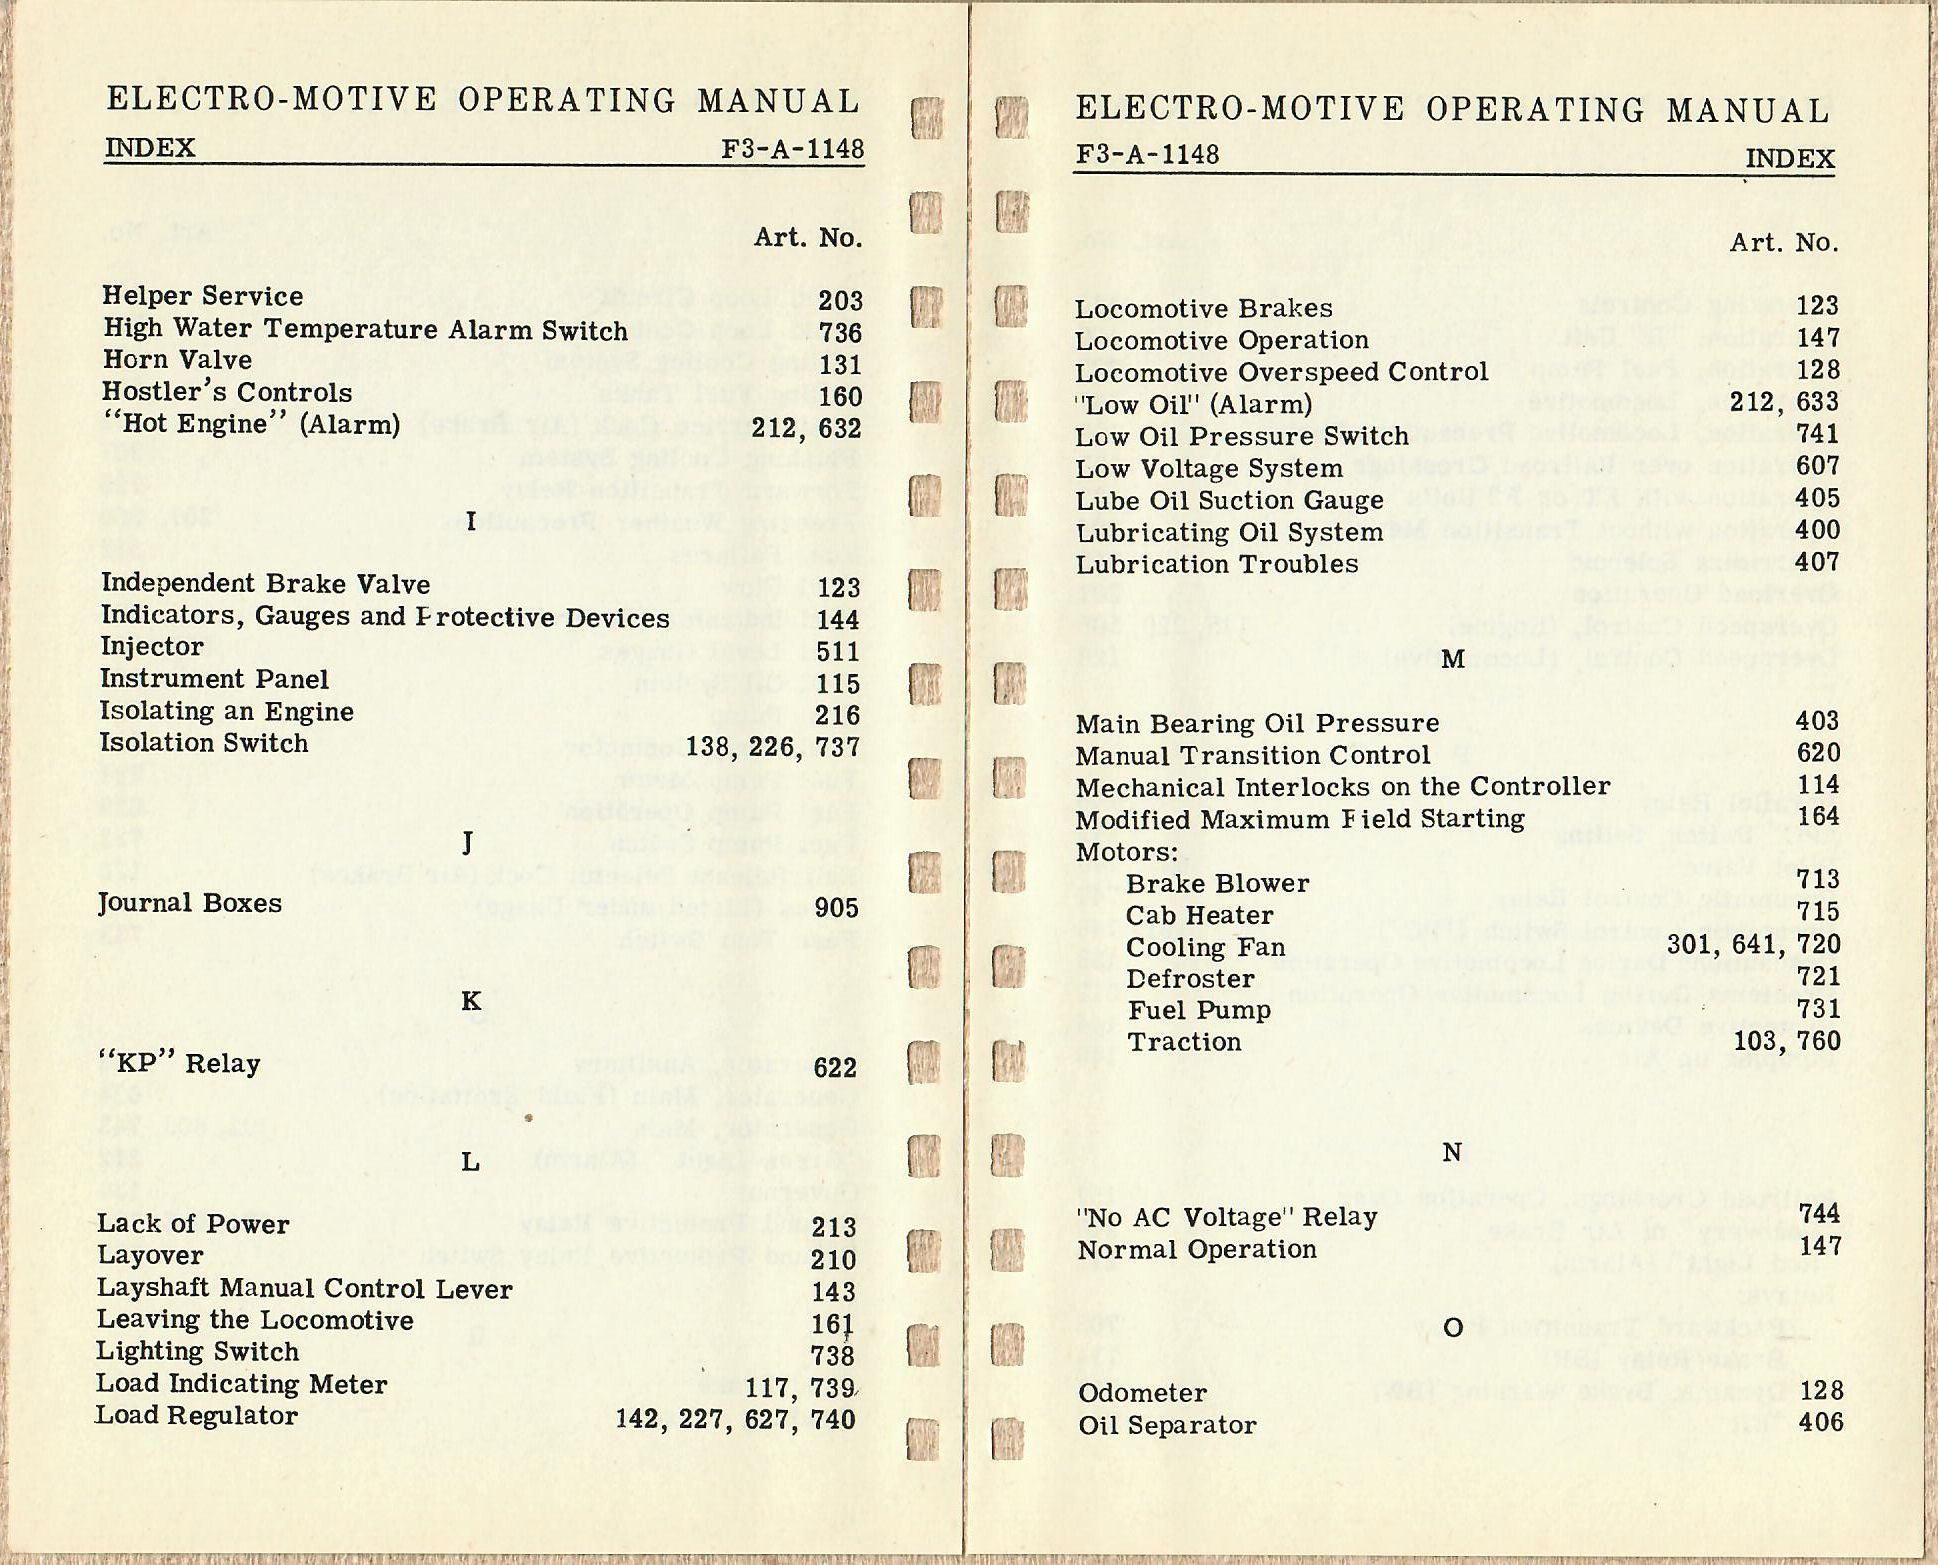 ELECTRO-MOTIVE OPERATING MANUAL
INDEX F3-A-1148
Art. No.
Helper Service 203
High Water Temperature Alarm Switch 736
Horn Valve 131
Hostler's Controls 160
“Hot Engine” (Alarm) 212, 632
I
Independent Brake Valve 123
Indicators, Gauges and Protective Devices 144
Injector 511
Instrument Panel 115
Isolating an Engine 216
Isolation Switch 138, 226, 737
J
Journal Boxes 905
K
“KP” Relay 622
L
Lack of Power 213
Layover 210
Layshaft Manual Control Lever 143
Leaving the Locomotive 161
Lighting Switch 738
Load Indicating Meter 117, 739
Load Regulator 142, 227, 627, 740
ELECTRO-MOTIVE OPERATING MANUAL
F3-A-1148 INDEX
Art. No.
Locomotive Brakes 123
Locomotive Operation 147
Locomotive Overspeed Control 128
"Low Oil" (Alarm) 212, 633
Low Oil Pressure Switch 741
Low Voltage System 607
Lube Oil Suction Gauge 405
Lubricating Oil System 400
Lubrication Troubles 407
M
Main Bearing Oil Pressure 403
Manual Transition Control 620
Mechanical Interlocks on the Controller 114
Modified Maximum Field Starting 164
Motors:
Brake Blower 713
Cab Heater 715
Cooling Fan 301, 641, 720
Defroster 721
Fuel Pump 731
Traction 103, 760
N
"No AC Voltage" Relay 744
Normal Operation 147
O
Odometer 128
Oil Separator 406